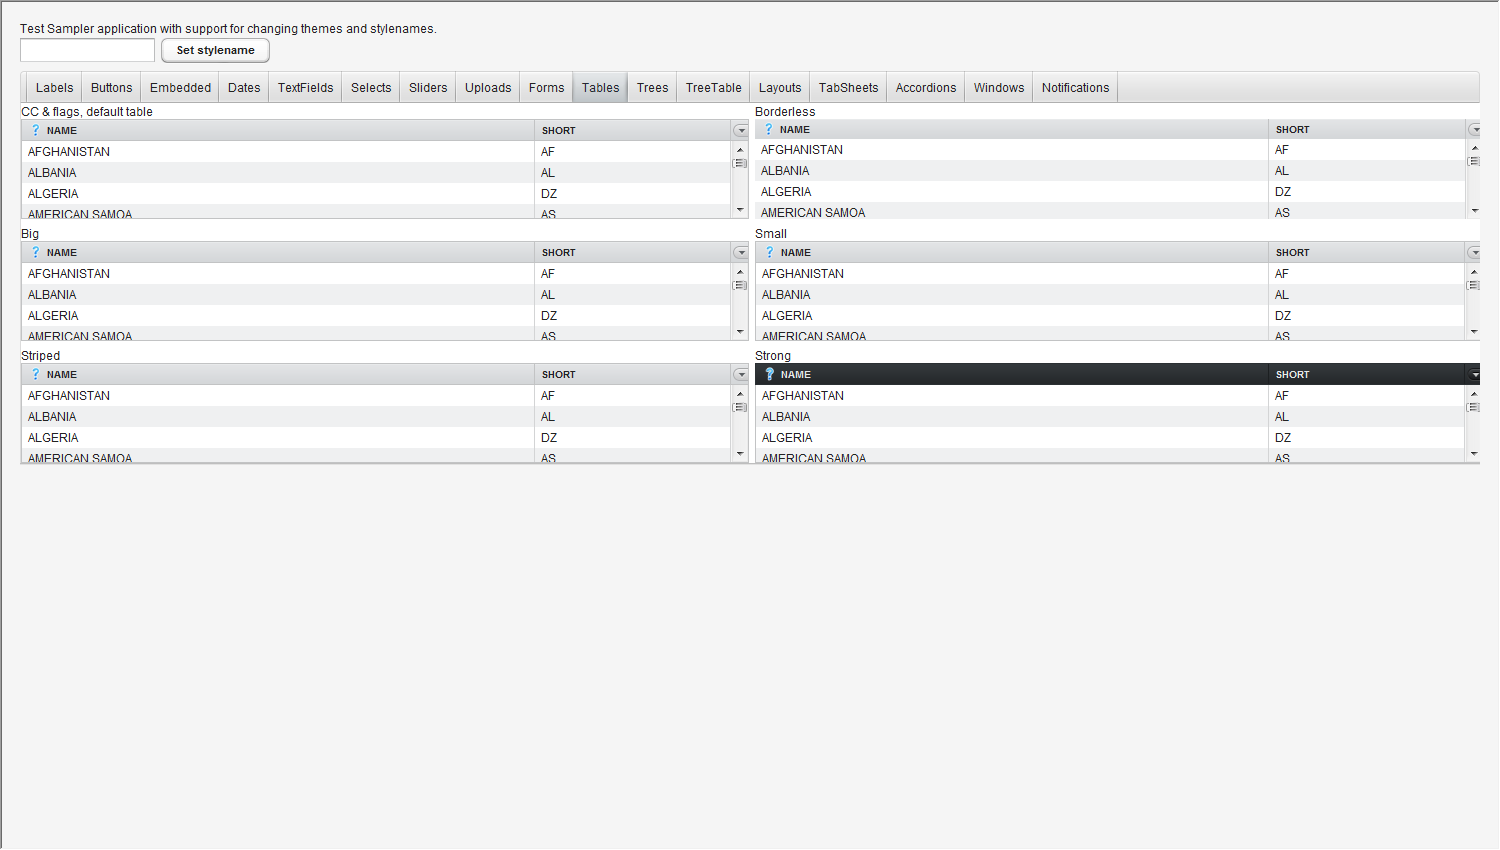 Test Sampler application with support for changing themes and stylenames.
Set stylename
Labels Buttons Embedded Dates TextFields Selects Sliders Uploads Forms Tables Trees TreeTable Layouts TabSheets Accordions Windows Notifications
CC & flags, default table
? NAME SHORT
AFGHANISTAN AF
ALBANIA AL
ALGERIA DZ
AMERICAN SAMOA AS
Borderless
? NAME SHORT
AFGHANISTAN AF
ALBANIA AL
ALGERIA DZ
AMERICAN SAMOA AS
Big
? NAME SHORT
AFGHANISTAN AF
ALBANIA AL
ALGERIA DZ
AMERICAN SAMOA AS
Small
? NAME SHORT
AFGHANISTAN AF
ALBANIA AL
ALGERIA DZ
AMERICAN SAMOA AS
Striped
? NAME SHORT
AFGHANISTAN AF
ALBANIA AL
ALGERIA DZ
AMERICAN SAMOA AS
Strong
? NAME SHORT
AFGHANISTAN AF
ALBANIA AL
ALGERIA DZ
AMERICAN SAMOA AS